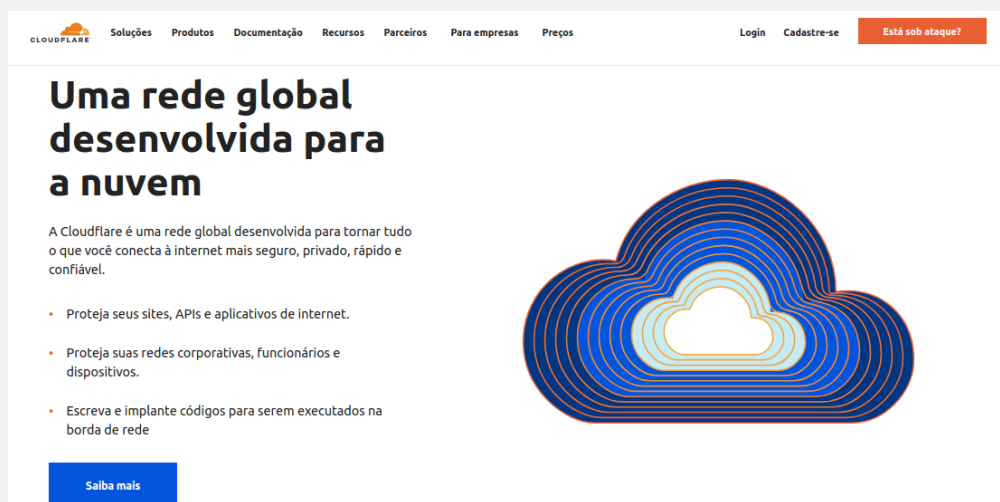 CLOUDFLARE
Soluções Produtos Documentação Recursos Parceiros Para empresas Preços Login Cadastre-se Está sob ataque?
Uma rede global
desenvolvida para
a nuvem
A Cloudflare é uma rede global desenvolvida para tornar tudo
o que você conecta à internet mais seguro, privado, rápido e
confiável.
• Proteja seus sites, APIs e aplicativos de internet.
• Proteja suas redes corporativas, funcionários e
dispositivos.
• Escreva e implante códigos para serem executados na
borda de rede
Saiba mais